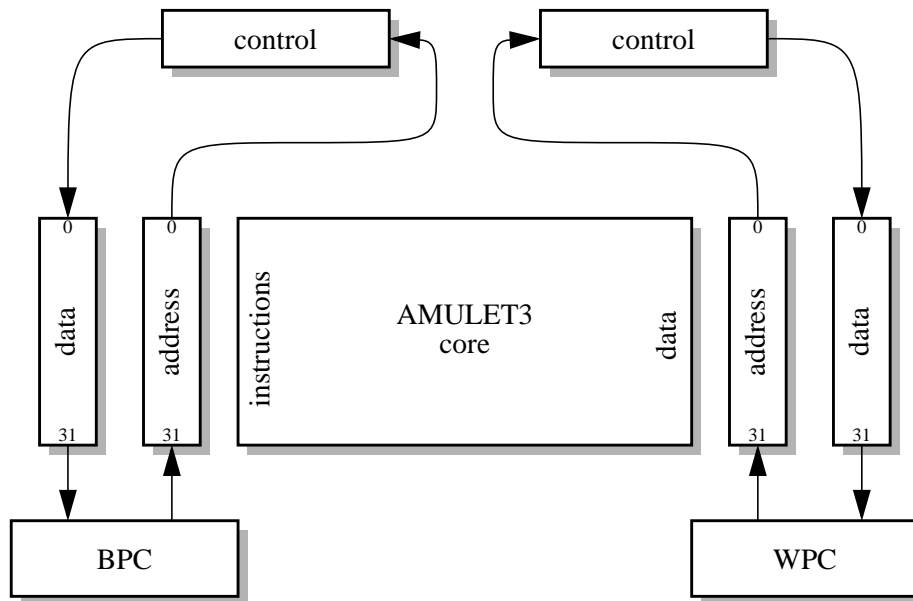 control
control
0
0
0
0
data
address
instructions
AMULET3
core
data
address
data
31
31
31
31
BPC
WPC